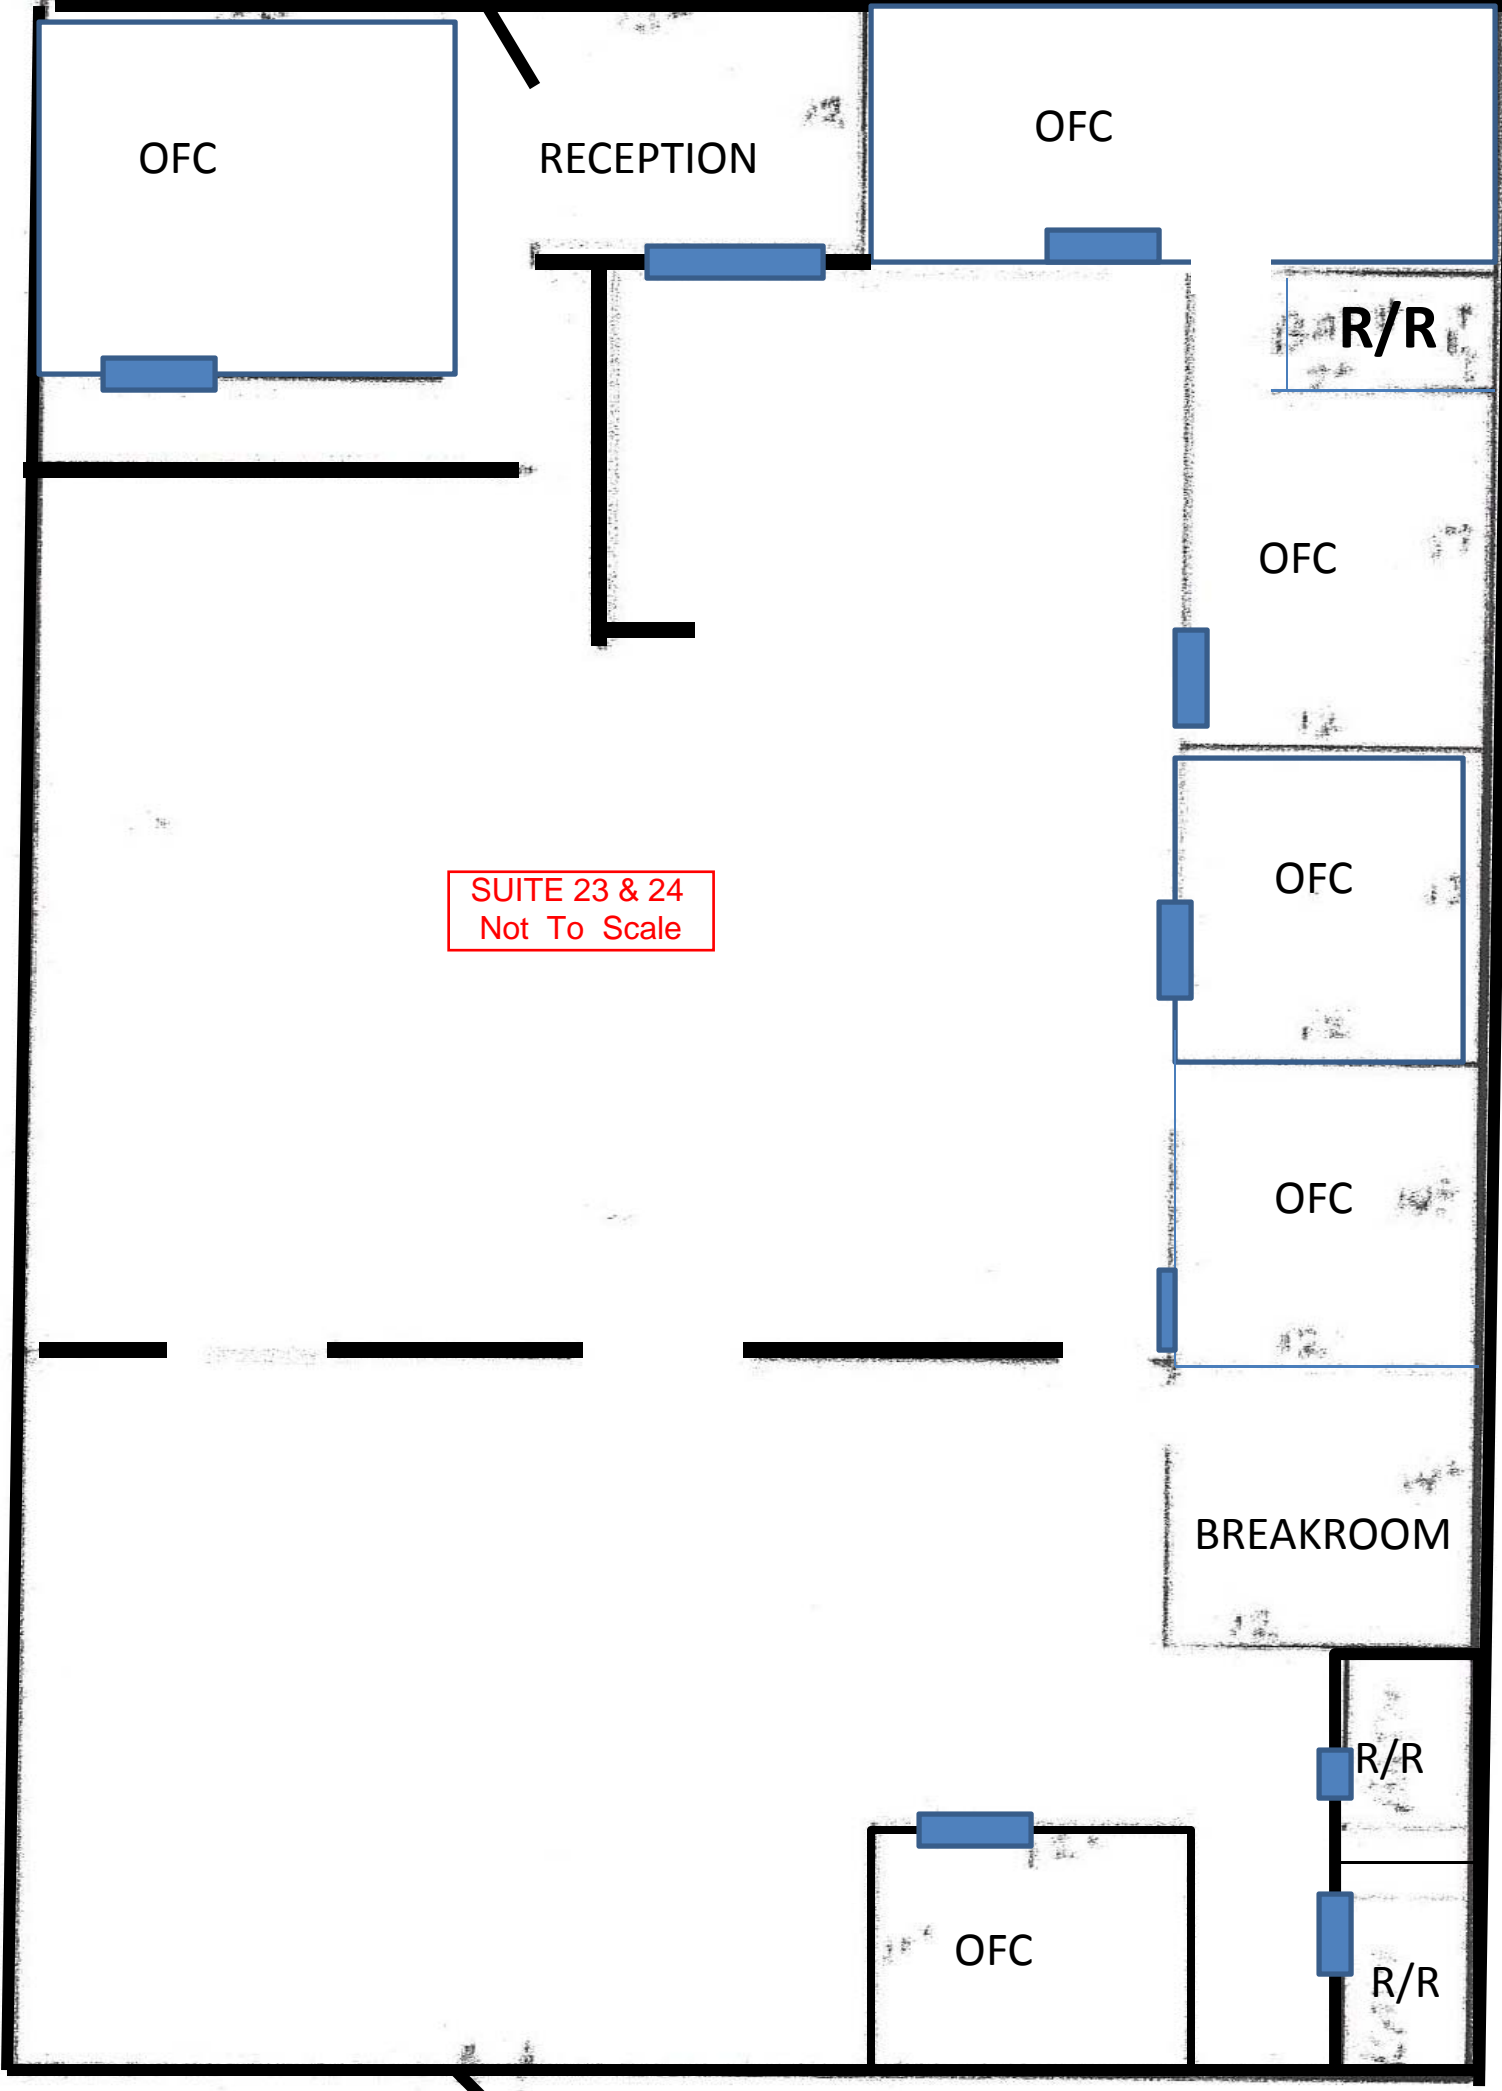 OFC
RECEPTION
OFC
R/R
OFC
OFC
SUITE 23 & 24
Not To Scale
OFC
BREAKROOM
R/R
OFC
R/R